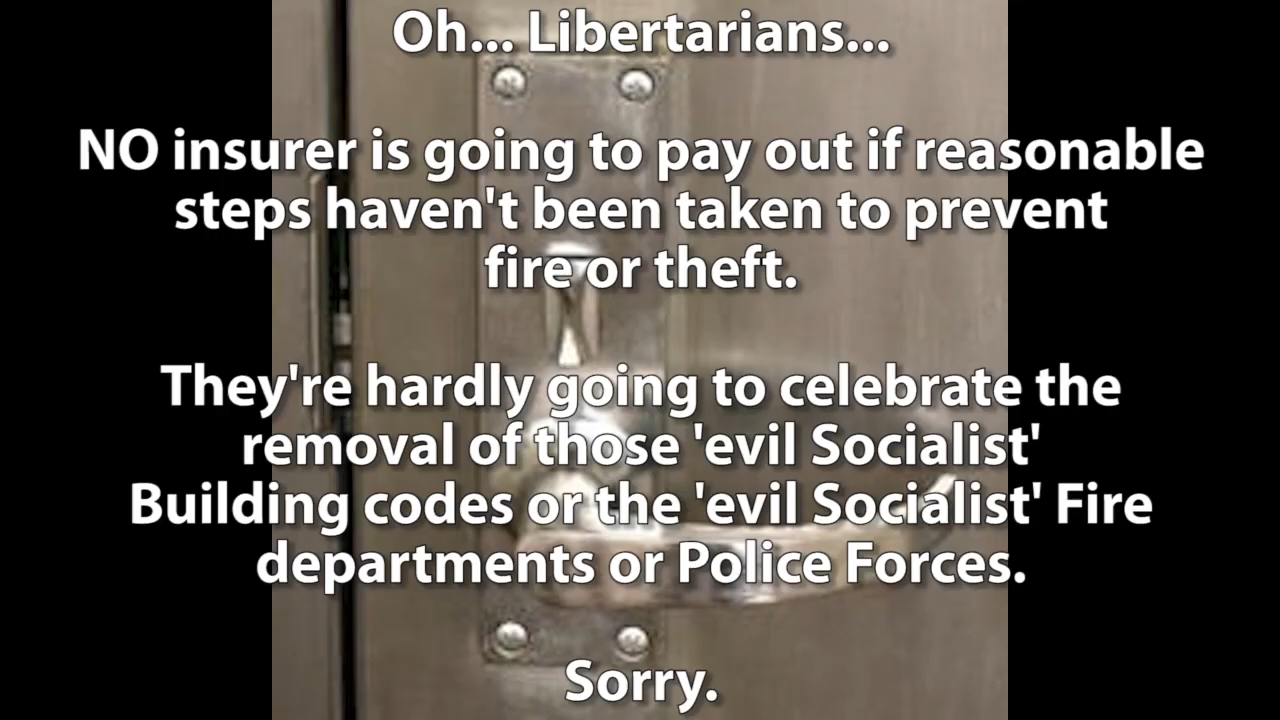 Oh... Libertarians...
NO insurer is going to pay out if reasonable
steps haven't been taken to prevent
fire or theft.
They're hardly going to celebrate the
removal of those 'evil Socialist'
Building codes or the 'evil Socialist' Fire
departments or Police Forces.
Sorry.